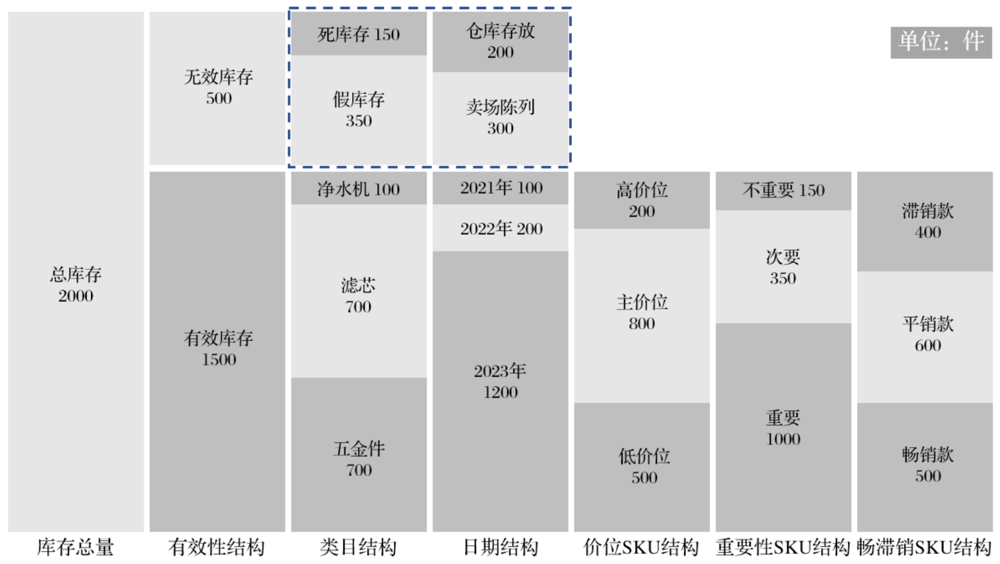 单位：件
总库存
2000
无效库存
500
有效库存
1500
死库存 150
假库存
350
净水机 100
滤芯
700
五金件
700
仓库存放
200
卖场陈列
300
2021年 100
2022年 200
2023年
1200
高价位
200
主价位
800
低价位
500
不重要 150
次要
350
重要
1000
滞销款
400
平销款
600
畅销款
500
库存总量
有效性结构
类目结构
日期结构
价位SKU结构
重要性SKU结构
畅滞销SKU结构